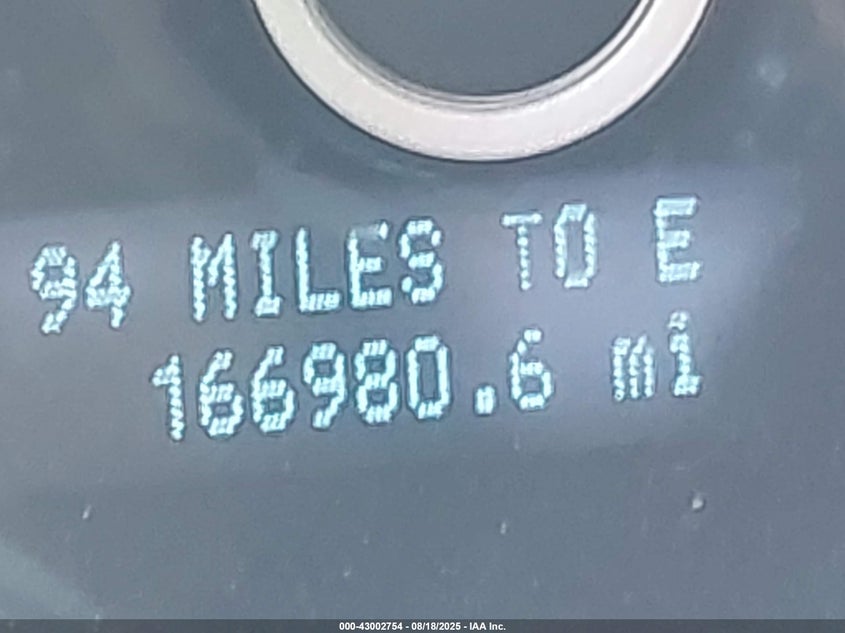 94 MILES TO E
166980.6 mi
000-43002754 - 08/18/2025 - IAA Inc.